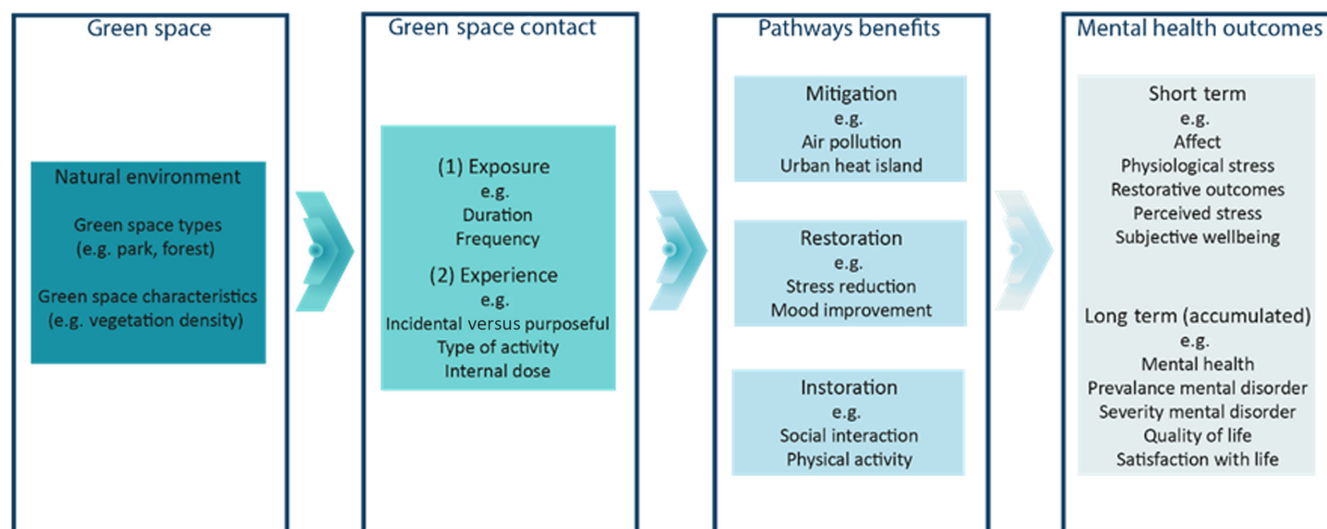 Green space
Natural environment
Green space types
(e.g. park, forest)
Green space characteristics
(e.g. vegetation density)
Green space contact
(1) Exposure
e.g.
Duration
Frequency
(2) Experience
e.g.
Incidental versus purposeful
Type of activity
Internal dose
Pathways benefits
Mitigation
e.g.
Air pollution
Urban heat island
Restoration
e.g.
Stress reduction
Mood improvement
Instoration
e.g.
Social interaction
Physical activity
Mental health outcomes
Short term
e.g.
Affect
Physiological stress
Restorative outcomes
Perceived stress
Subjective wellbeing
Long term (accumulated)
e.g.
Mental health
Prevalance mental disorder
Severity mental disorder
Quality of life
Satisfaction with life